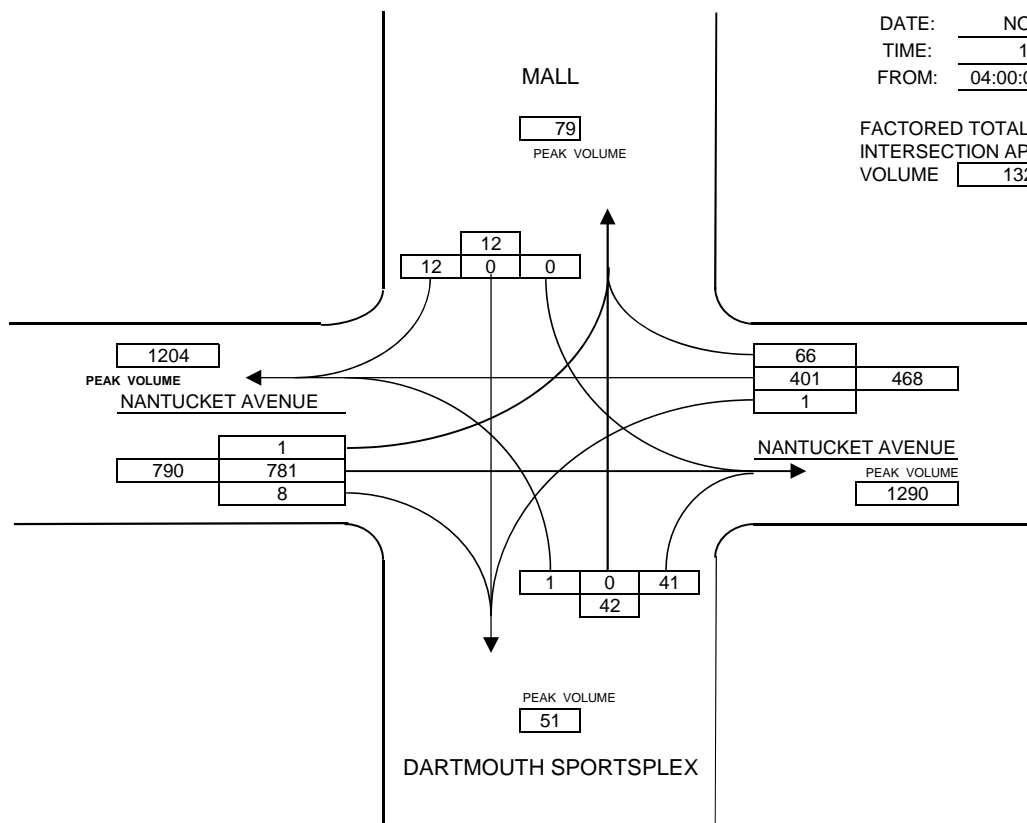 DATE:
TIME:
FROM:
MALL
79
PEAK VOLUME
FACTORED TOTAL
VOLUME
INTERSECTION
12
12 0 0
1204
PEAK VOLUME
NANTUCKET AVENUE
66
401 468
1
1
790 781
8
NANTUCKET AVENUE
PEAK VOLUME
1290
1 0 41
42
PEAK VOLUME
51
DARTMOUTH SPORTSPLEX